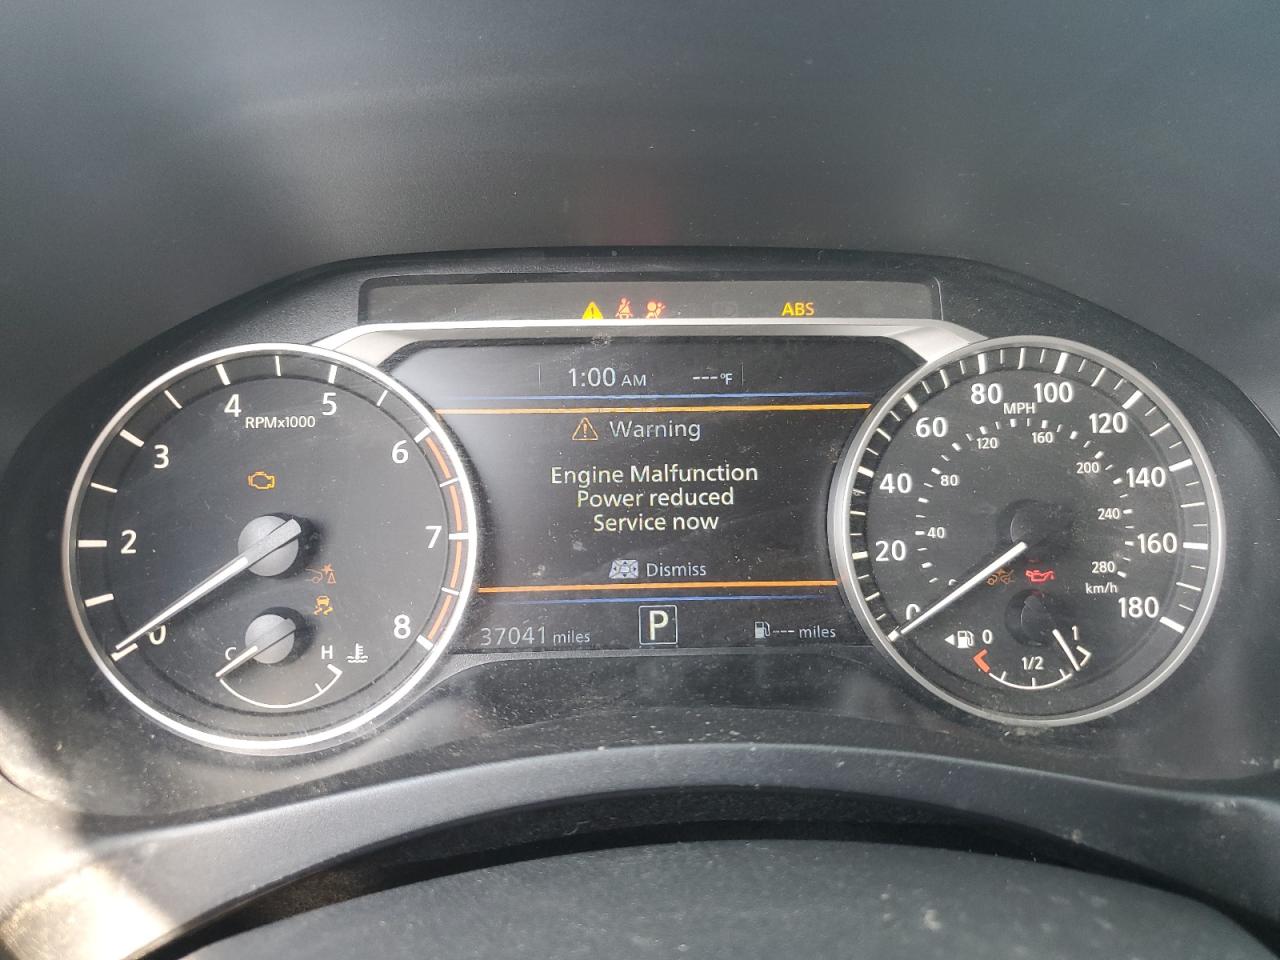 ABS
1:00 AM
---°F
Warning
Engine Malfunction
Power reduced
Service now
Dismiss
37041 miles
P
--- miles
RPMx1000
0
2
3
4
5
6
7
8
C
H
MPH
0
20
40
60
80
100
120
140
160
180
40
80
120
160
200
240
280
km/h
0
1/2
1